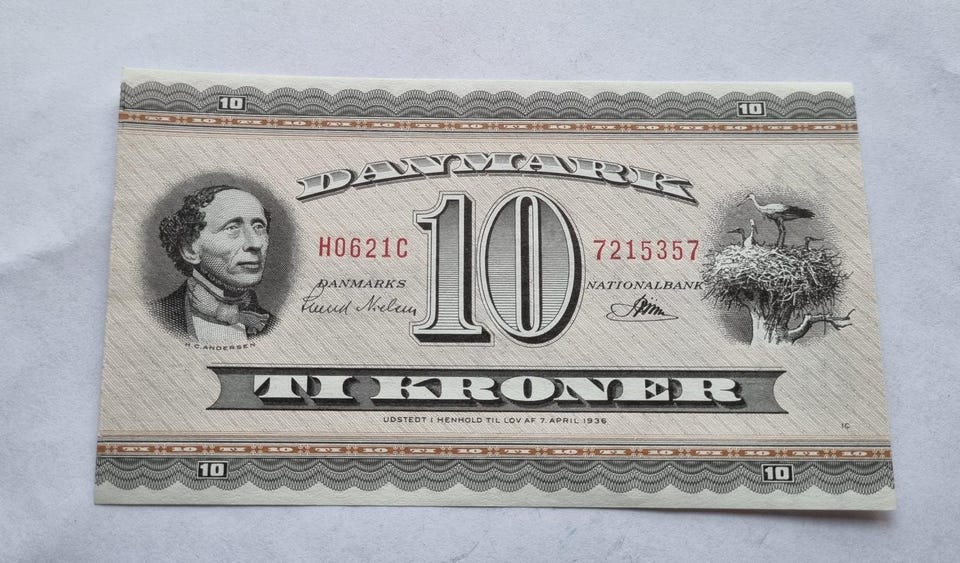 10 10
DANMARK
10
H0621C 7215357
DANMARKS NATIONALBANK
H.C. ANDERSEN
TI KRONER
UDSTEDT I HENHOLD TIL LOV AF 7. APRIL 1936
10 10